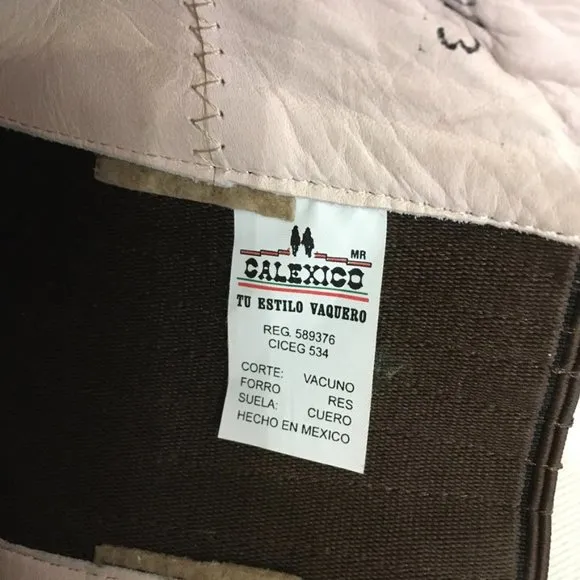 MR
CALEXICO
TU ESTILO VAQUERO
REG. 589376
CICEG 534
CORTE: VACUNO
FORRO RES
SUELA: CUERO
HECHO EN MEXICO